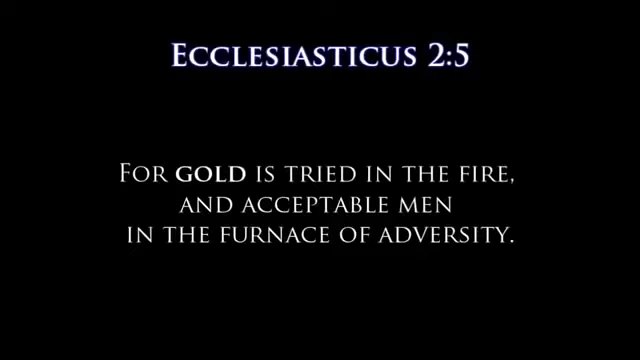 Ecclesiasticus 2:5
For gold is tried in the fire,
and acceptable men
in the furnace of adversity.